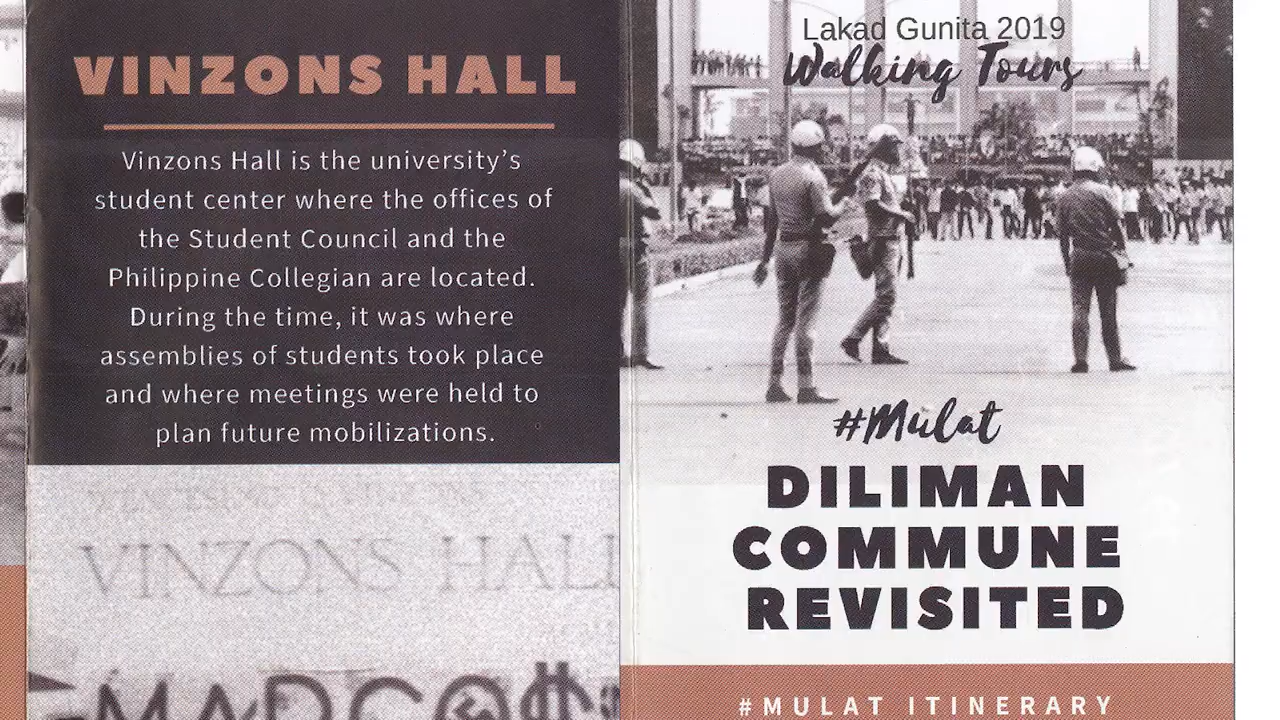 VINZONS HALL
Vinzons Hall is the university's
student center where the offices of
the Student Council and the
Philippine Collegian are located.
During the time, it was where
assemblies of students took place
and where meetings were held to
plan future mobilizations.
VINZONS HALL
Lakad Gunita 2019
Walking Tours
#Mulat
DILIMAN
COMMUNE
REVISITED
#MULAT ITINERARY